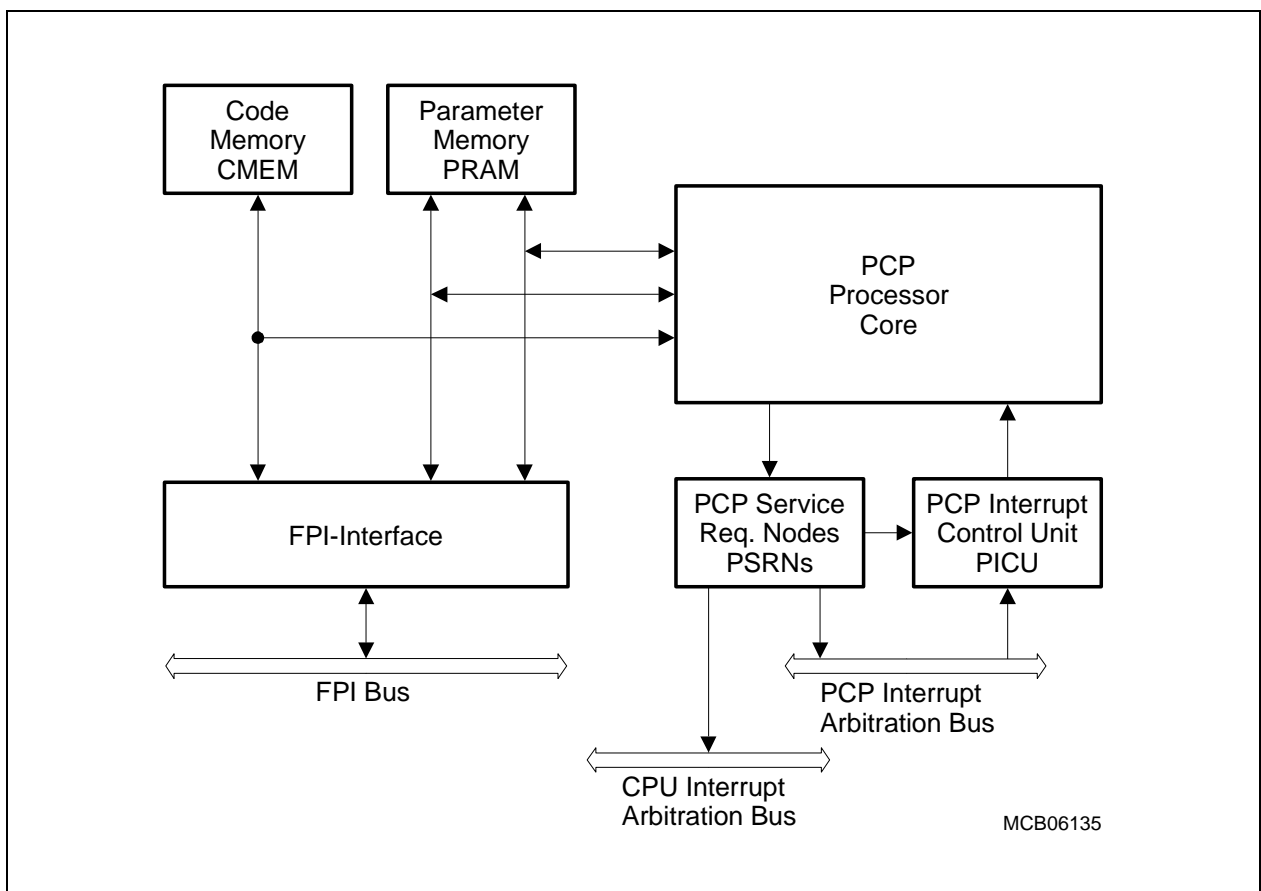 Code
Memory
CMEM
Parameter
Memory
PRAM
PCP
Processor
Core
FPI-Interface
PCP Service
Req. Nodes
PSRNs
PCP Interrupt
Control Unit
PICU
FPI Bus
PCP Interrupt
Arbitration Bus
CPU Interrupt
Arbitration Bus
MCB06135